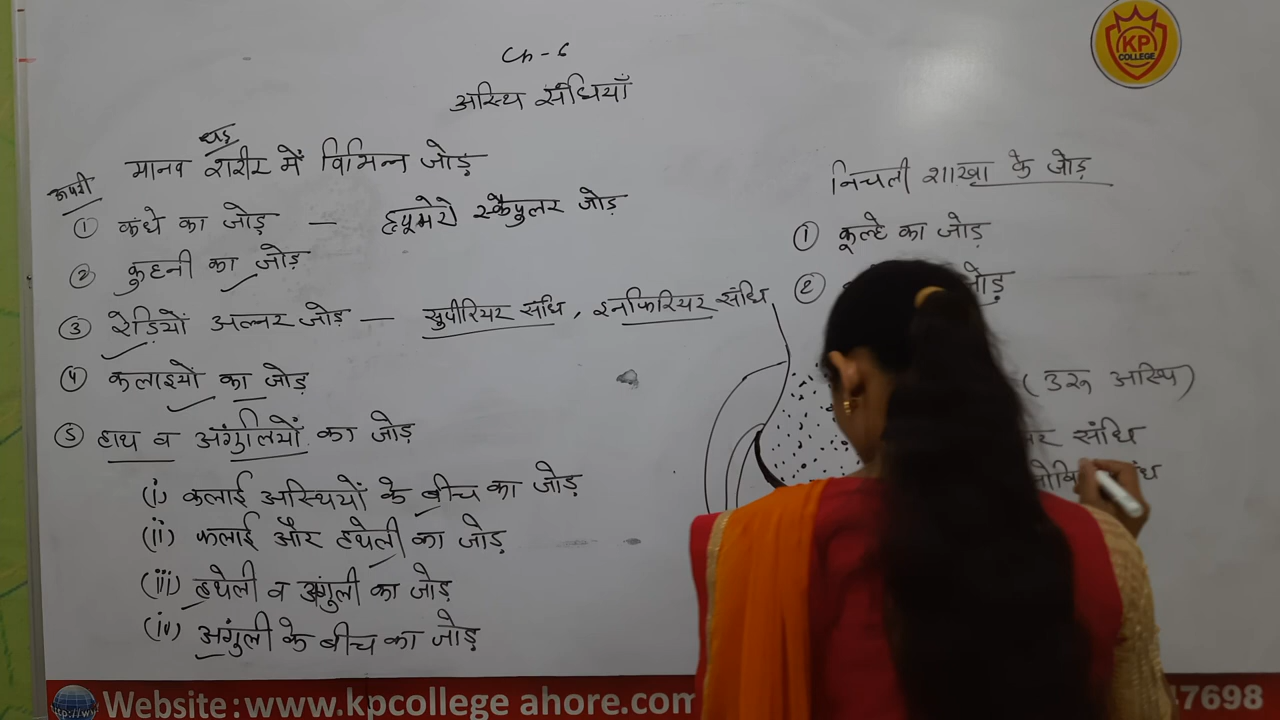 Ch - 6
अस्थि संधियाँ
धड़
मानव शरीर में विभिन्न जोड़
ऊपरी
① कंधे का जोड़ — ह्यूमेरो स्कैपुलर जोड़
② कुहनी का जोड़
③ रेडियों अल्नर जोड़ — सुपीरियर संधि, इनफिरियर संधि
④ कलाइयो का जोड़
⑤ हाथ व अंगुलियों का जोड़
(i) कलाई अस्थियों के बीच का जोड़
(ii) कलाई और हथेली का जोड़
(iii) हथेली व अंगुली का जोड़
(iv) अंगुली के बीच का जोड़
निचली शाखा के जोड़
① कूल्हे का जोड़
②
(उरू अस्थि)
संधि
KP
COLLEGE
Website:www.kpcollege ahore.com
47698